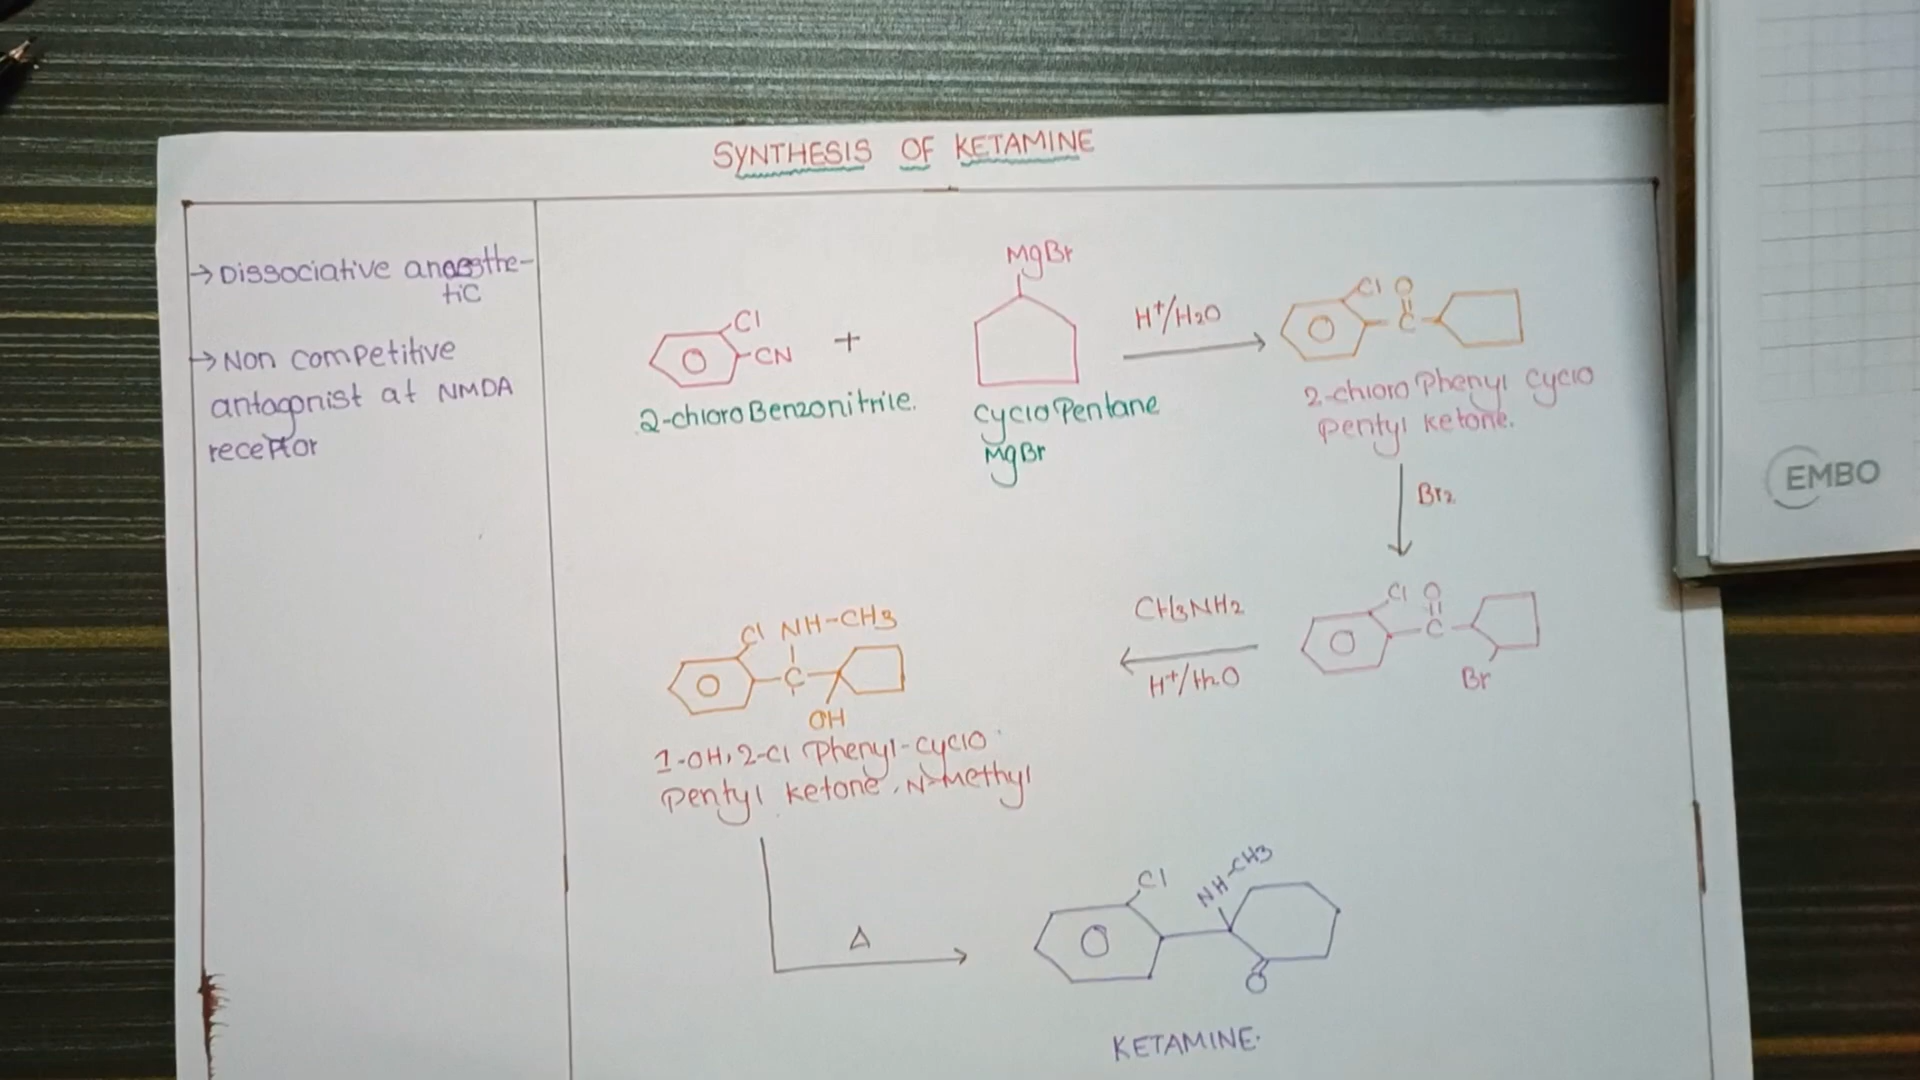 SYNTHESIS OF KETAMINE
→ Dissociative anaesthe-
tic
→ Non competitive
antagonist at NMDA
receptor
Cl
CN
+
2-chloro Benzonitrile.
MgBr
cyclo Pentane
MgBr
H⁺/H₂O
Cl O
C
2-chloro Phenyl cyclo
pentyl ketone.
Br₂
Cl O
C
Br
CH3NH2
H⁺/H₂O
Cl NH-CH3
C
OH
1-OH, 2-Cl Phenyl-cyclo
pentyl ketone, N-Methyl
Δ
Cl
NH-CH3
O
KETAMINE.
EMBO